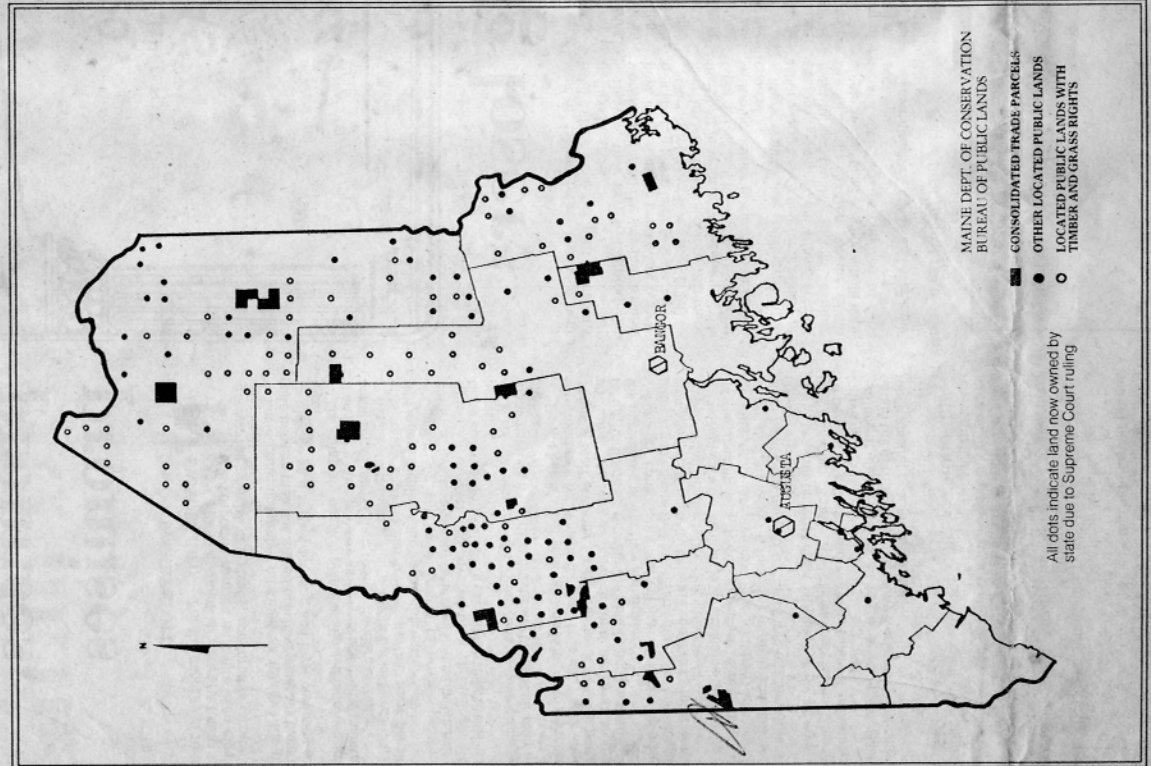 N
BANGOR
AUGUSTA
MAINE DEPT. OF CONSERVATION
BUREAU OF PUBLIC LANDS
CONSOLIDATED TRADE PARCELS
OTHER LOCATED PUBLIC LANDS
LOCATED PUBLIC LANDS WITH
TIMBER AND GRASS RIGHTS
All dots indicate land now owned by
state due to Supreme Court ruling